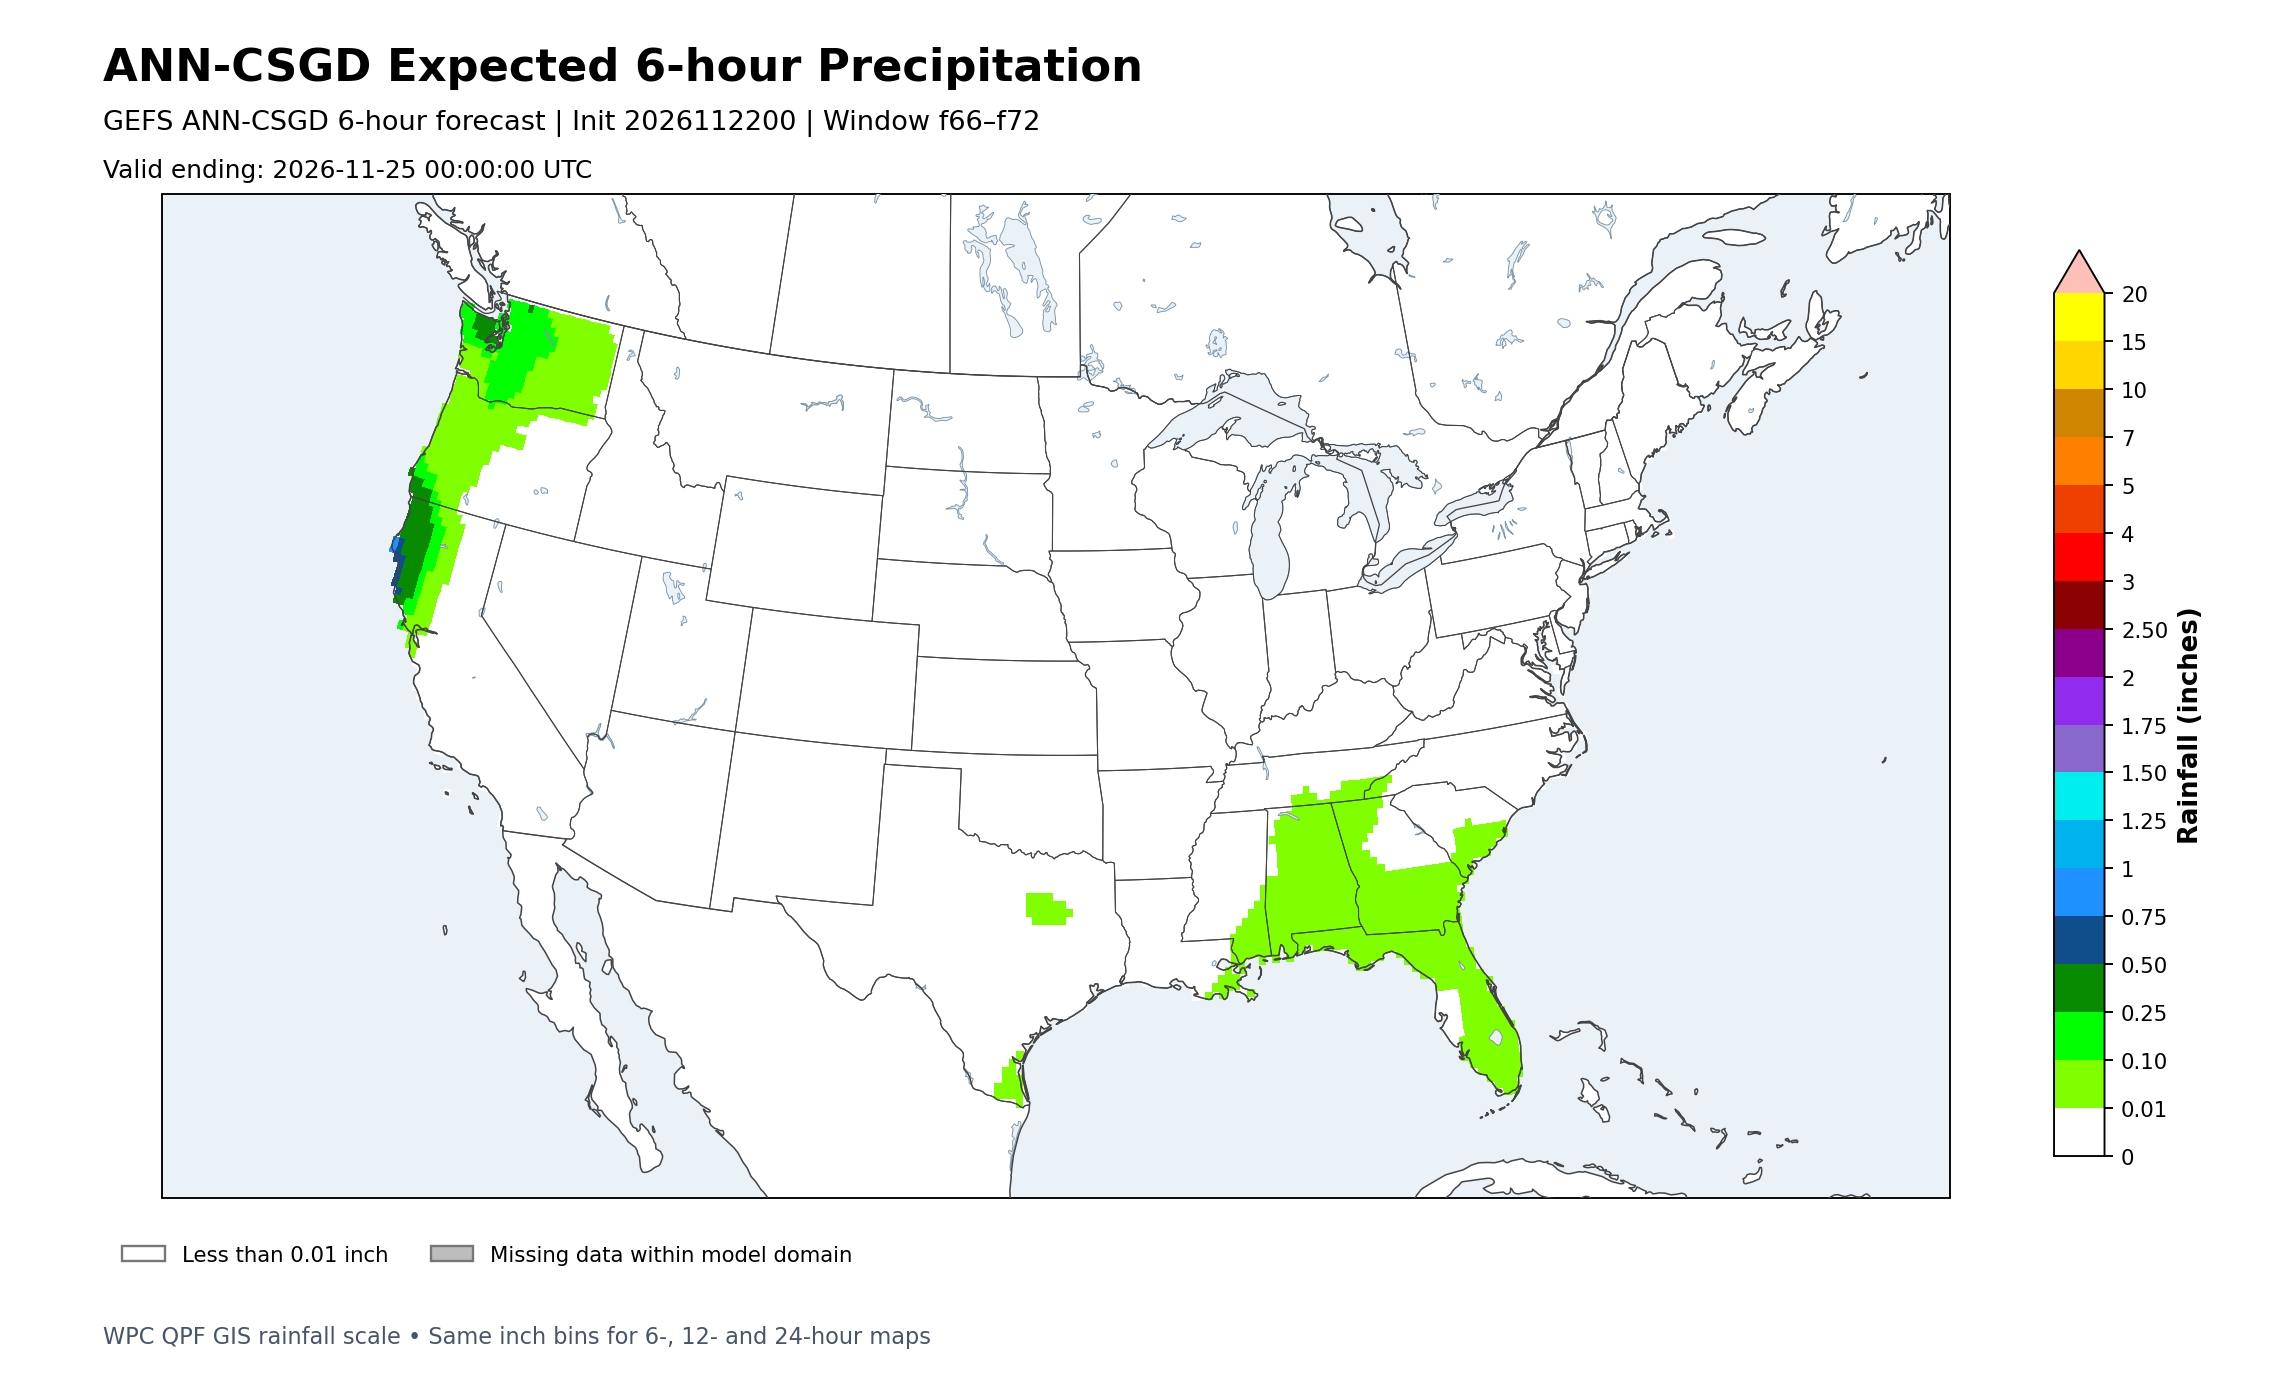 ANN-CSGD Expected 6-hour Precipitation
GEFS ANN-CSGD 6-hour forecast | Init 2026112200 | Window f66–f72
Valid ending: 2026-11-25 00:00:00 UTC
20
15
10
7
5
4
3
2.50
2
1.75
1.50
1.25
1
0.75
0.50
0.25
0.10
0.01
0
Rainfall (inches)
Less than 0.01 inch
Missing data within model domain
WPC QPF GIS rainfall scale • Same inch bins for 6-, 12- and 24-hour maps